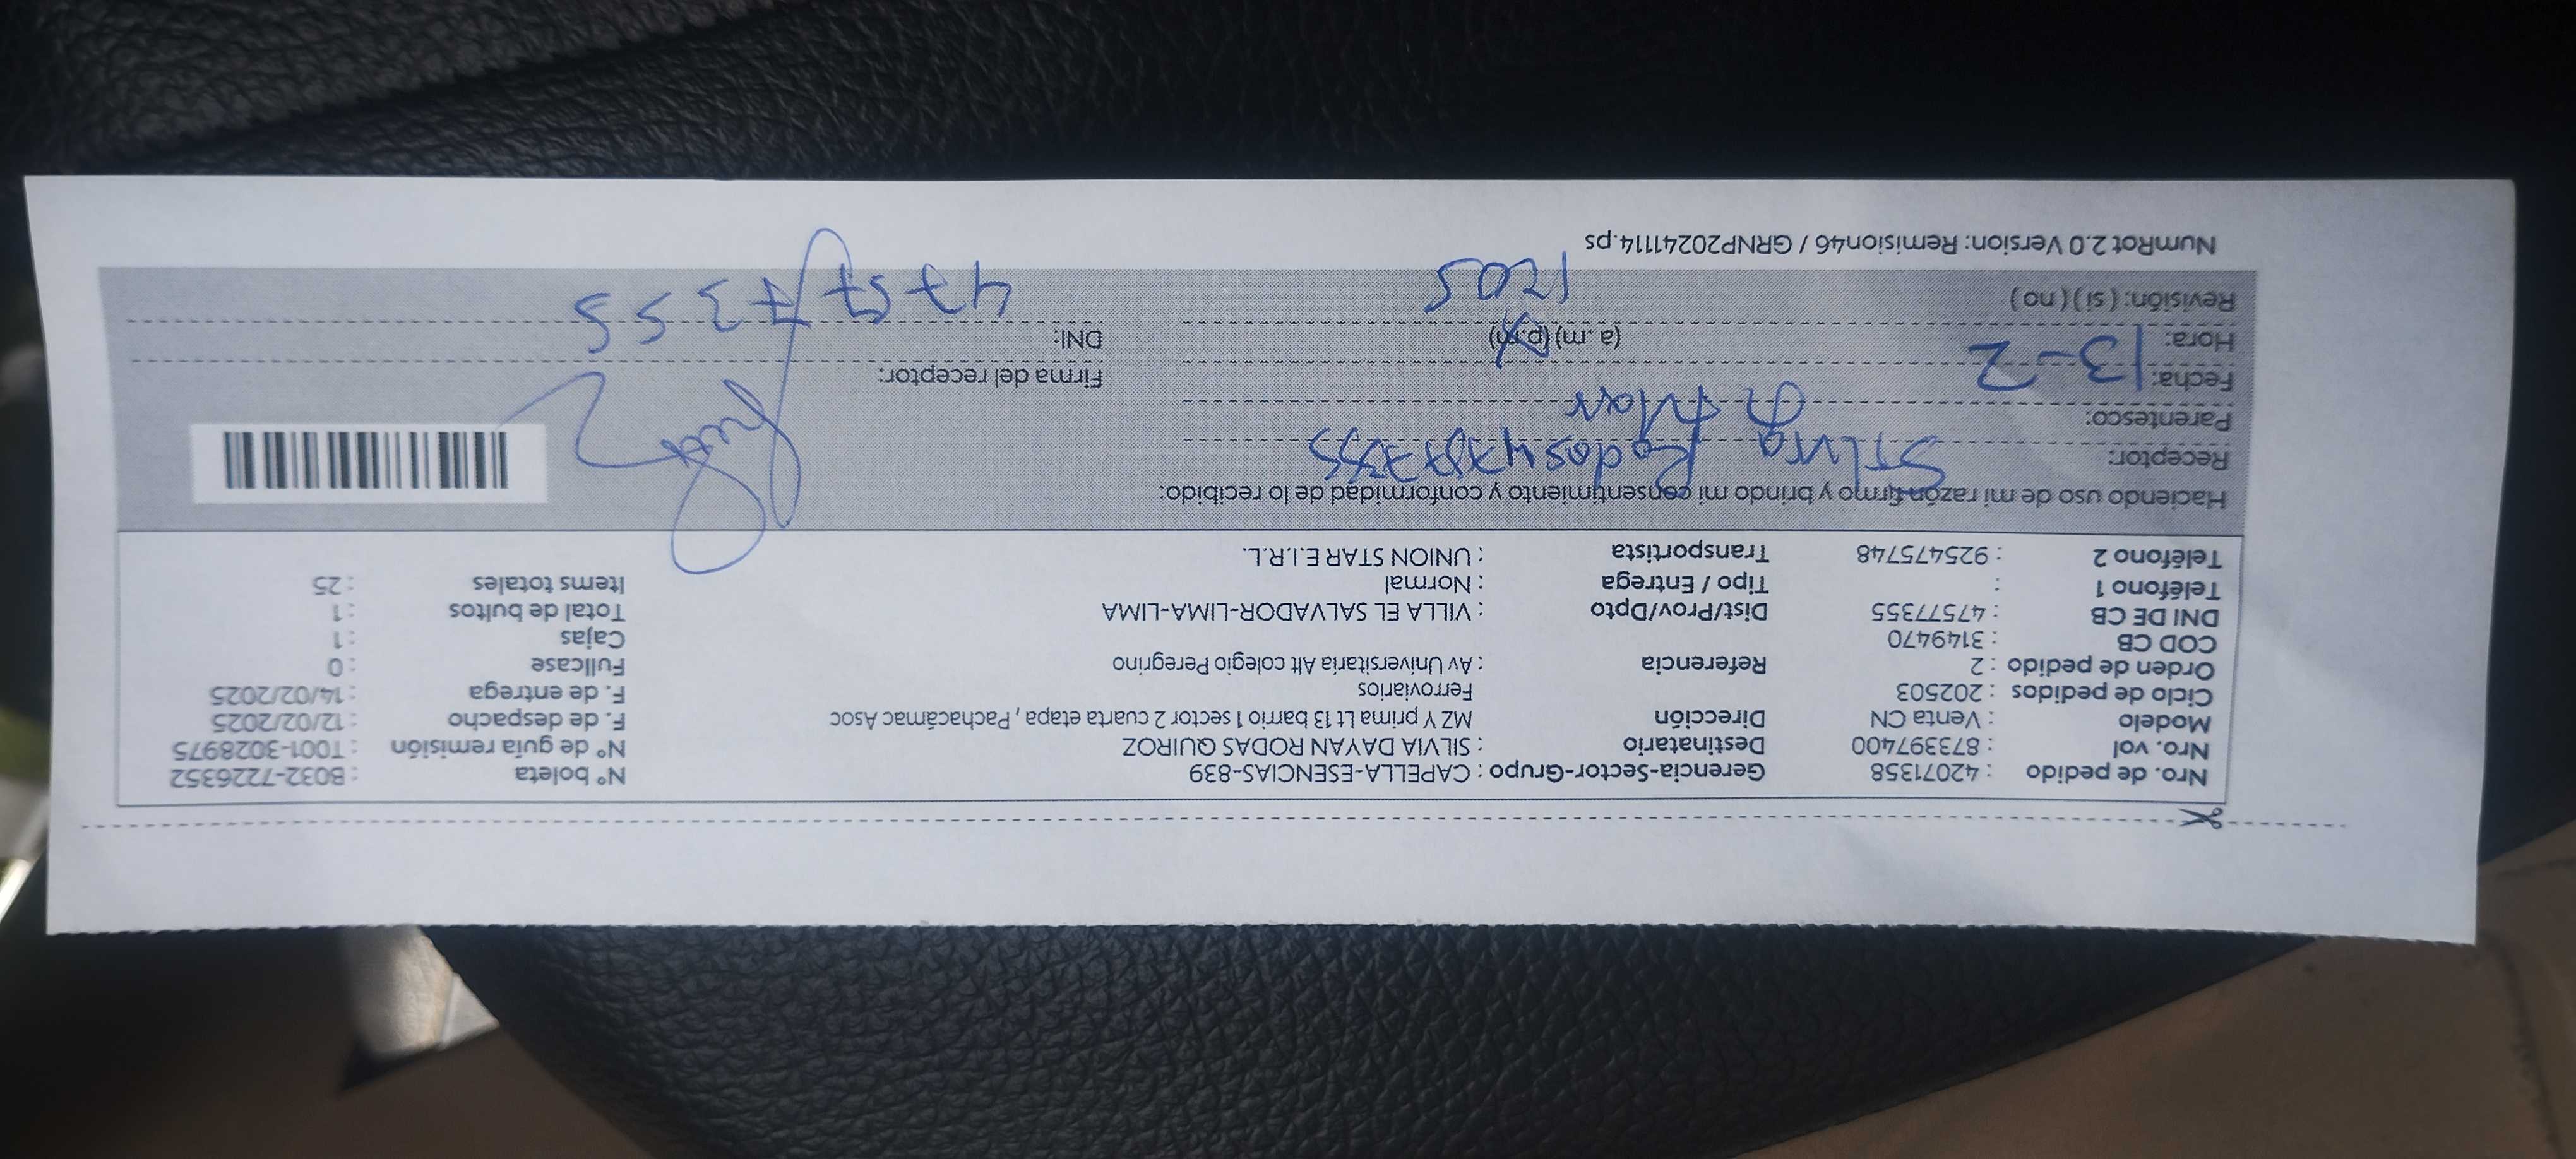 Nro. de pedido : 42071358 Gerencia-Sector-Grupo : CAPELLA-ESENCIAS-839 N° boleta : B032-7226352
Nro. vol : 873397400 Destinatario : SILVIA DAYAN RODAS QUIROZ N° de guía remisión : T001-3028975
Modelo : Venta CN Dirección MZ Y prima Lt 13 barrio 1 sector 2 cuarta etapa , Pachacámac Asoc F. de despacho : 12/02/2025
Ciclo de pedidos : 202503 Ferroviarios F. de entrega : 14/02/2025
Orden de pedido : 2 Referencia : Av Universitaria Alt colegio Peregrino Fullcase : 0
COD CB : 3149470 Cajas : 1
DNI DE CB : 47577355 Dist/Prov/Dpto : VILLA EL SALVADOR-LIMA-LIMA Total de bultos : 1
Teléfono 1 : Tipo / Entrega : Normal Items totales : 25
Teléfono 2 : 925475748 Transportista : UNION STAR E.I.R.L.
Haciendo uso de mi razón firmo y brindo mi consentimiento y conformidad de lo recibido:
Receptor: Silvia Rodas 47577355
Parentesco:
Fecha: 13-2 Firma del receptor:
Hora: (a.m) (p.m) DNI: 47577355
Revisión: ( si ) ( no ) 1205
NumRot 2.0 Version: Remision46 / GRNP20241114.ps